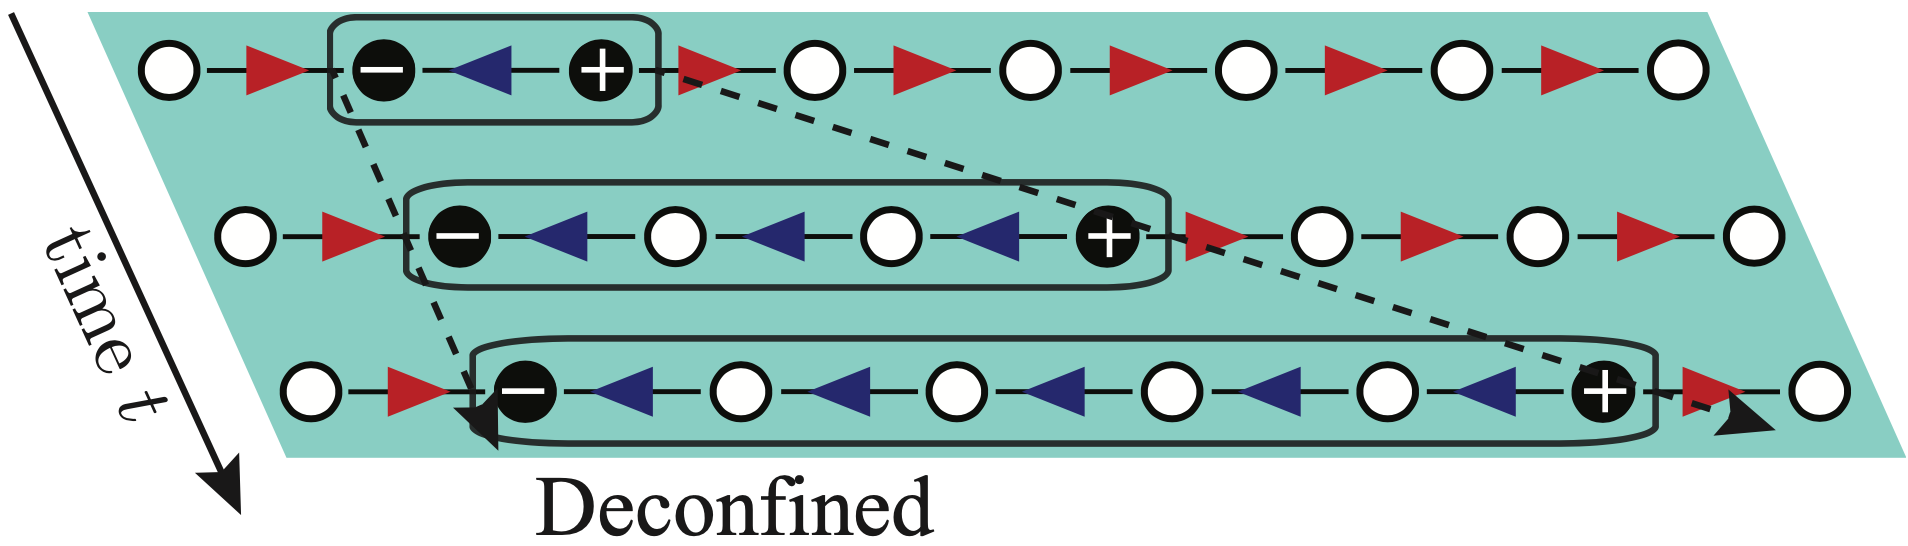 − +
− +
− +
time t
Deconfined